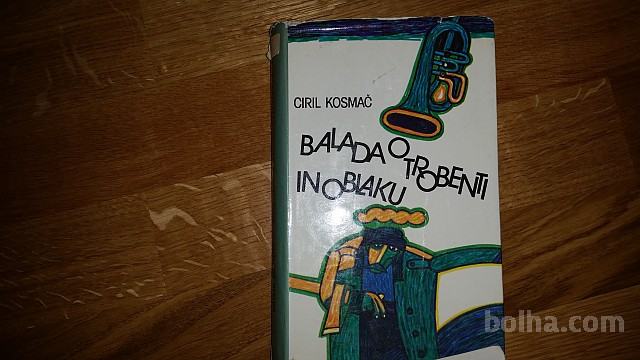 CIRIL KOSMAČ
BALADA O TROBENTI
IN OBLAKU
bolha.com